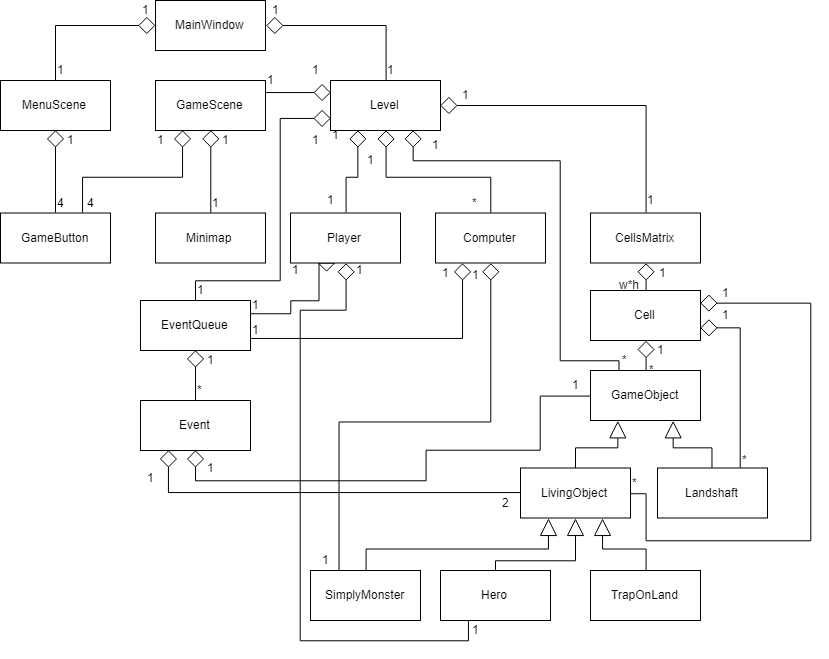 1
MainWindow
1
1
1
MenuScene
1
GameScene
1
1
Level
1
1
1
1
1
1
1
1
4
4
1
1
*
1
GameButton
Minimap
Player
Computer
CellsMatrix
1
1
1
1
1
w*h
1
1
EventQueue
1
1
Cell
1
1
1
*
*
*
1
GameObject
Event
1
1
LivingObject
*
*
Landshaft
2
1
SimplyMonster
Hero
TrapOnLand
1